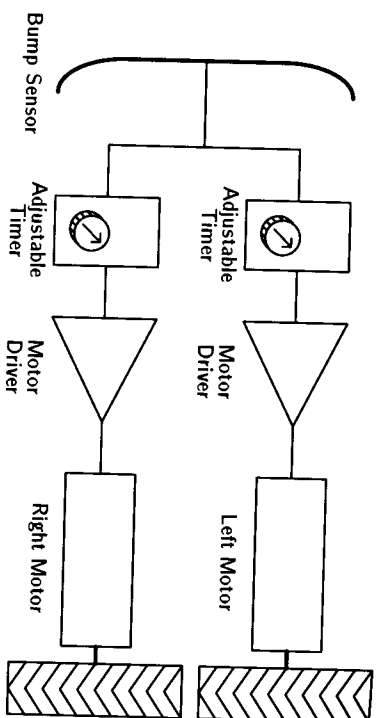 Adjustable
Timer
Motor
Driver
Left Motor
Bump Sensor
Adjustable
Timer
Motor
Driver
Right Motor